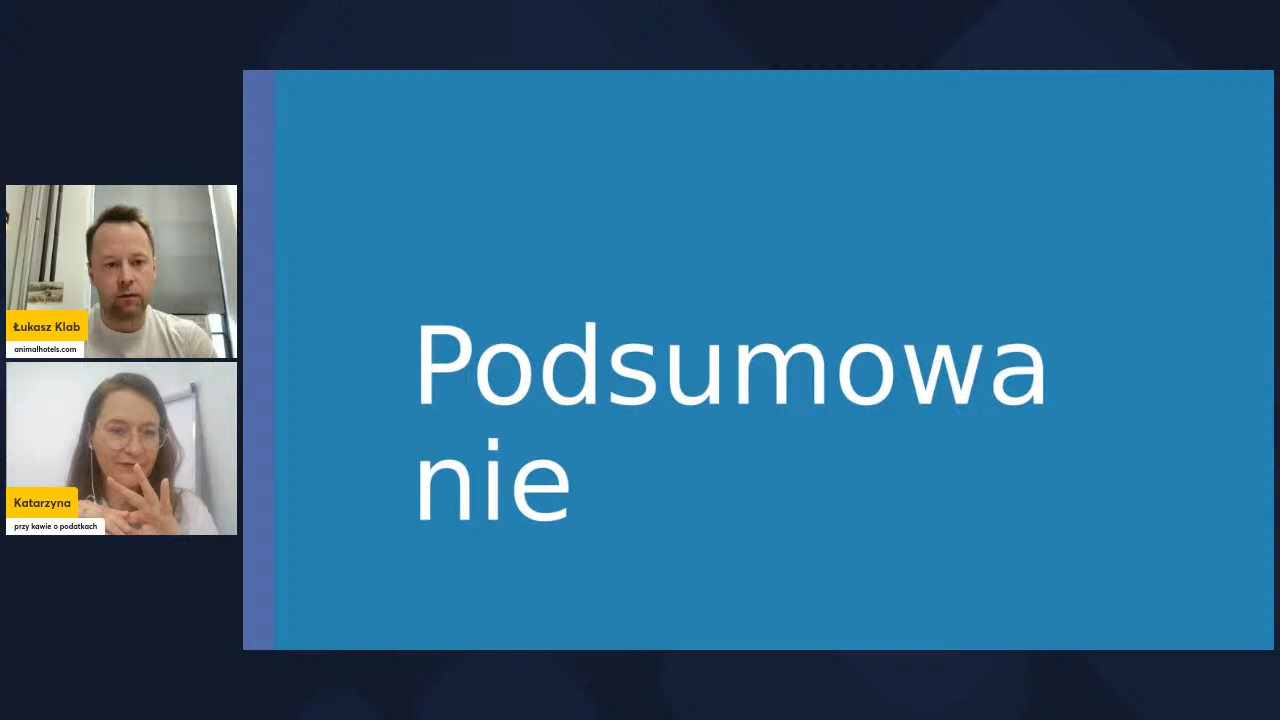 Łukasz Klab
animalhotels.com
Katarzyna
przy kawie o podatkach
Podsumowa
nie